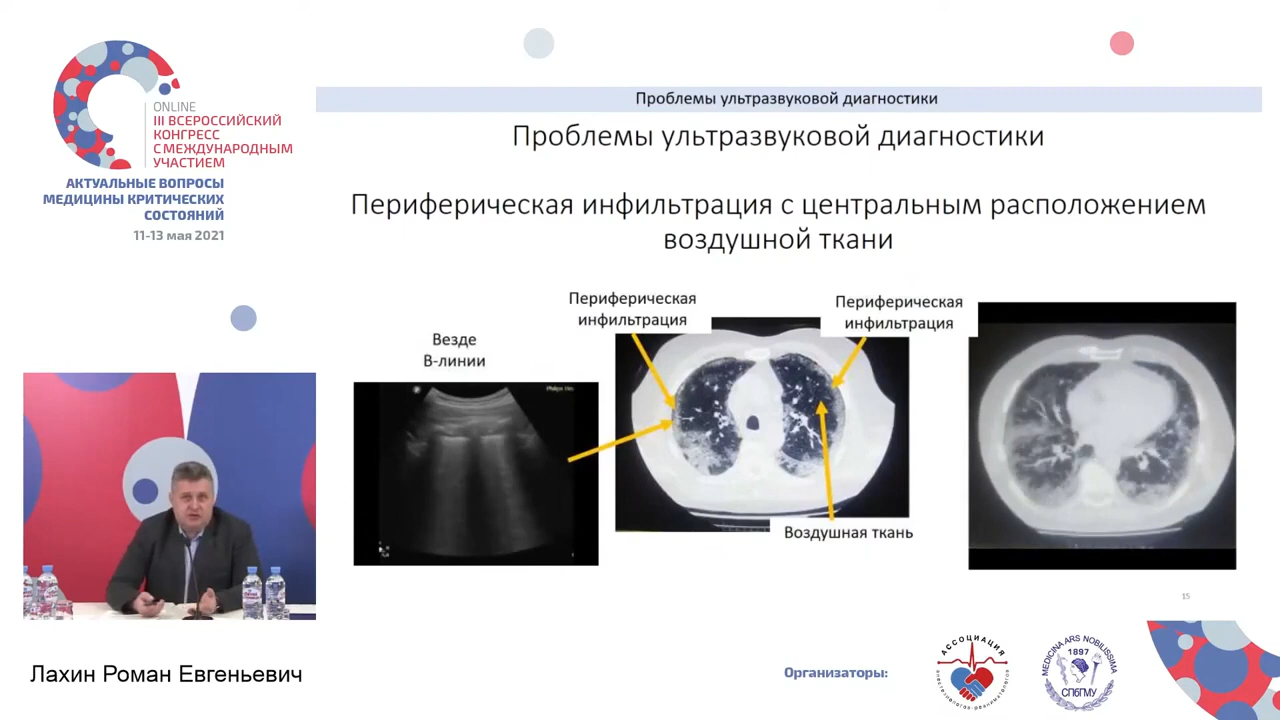 ONLINE
III ВСЕРОССИЙСКИЙ
КОНГРЕСС
С МЕЖДУНАРОДНЫМ
УЧАСТИЕМ
АКТУАЛЬНЫЕ ВОПРОСЫ
МЕДИЦИНЫ КРИТИЧЕСКИХ
СОСТОЯНИЙ
11-13 мая 2021
Проблемы ультразвуковой диагностики
Проблемы ультразвуковой диагностики
Периферическая инфильтрация с центральным расположением
воздушной ткани
Везде
В-линии
Периферическая
инфильтрация
Периферическая
инфильтрация
Воздушная ткань
15
Лахин Роман Евгеньевич
Организаторы:
АССОЦИАЦИЯ
анестезиологов-реаниматологов
MEDICINA ARS NOBILISSIMA
1897
СПбГМУ